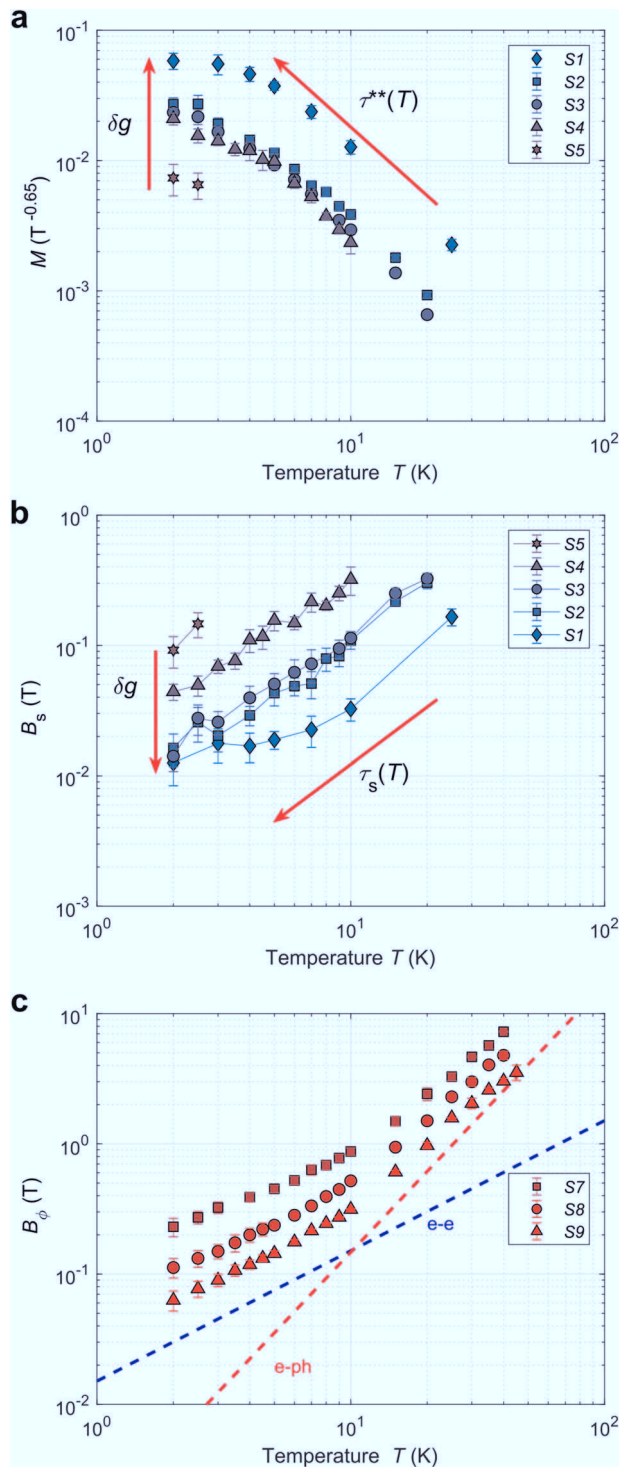 a
10^-1
S1
S2
S3
S4
S5
δg
τ**(T)
10^-2
M (T^-0.65)
10^-3
10^-4
10^0
10^1
10^2
Temperature T (K)
b
10^0
S5
S4
S3
S2
S1
10^-1
δg
B_s (T)
10^-2
τ_s(T)
10^-3
10^0
10^1
10^2
Temperature T (K)
c
10^1
10^0
B_ϕ (T)
S7
S8
S9
e-e
10^-1
e-ph
10^-2
10^0
10^1
10^2
Temperature T (K)